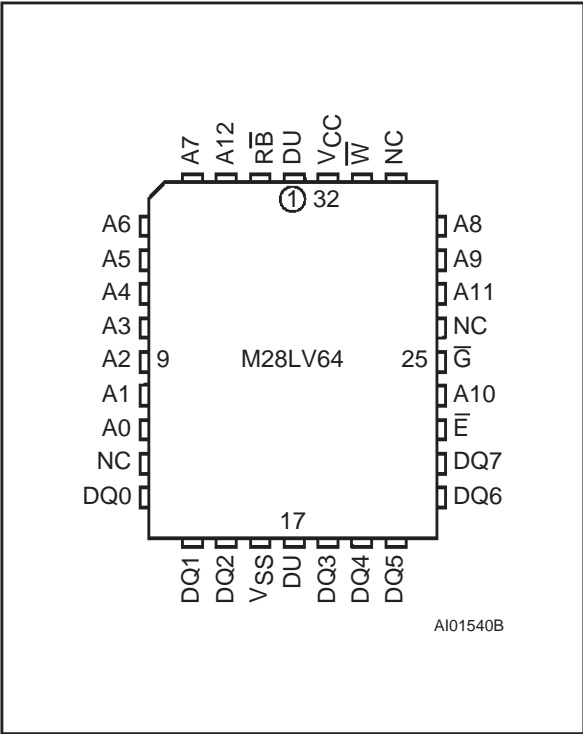 A7 A12 R̅B̅ DU VCC W̅ NC
1 32
A6 A8
A5 A9
A4 A11
A3 NC
A2 9 M28LV64 25 G̅
A1 A10
A0 E̅
NC DQ7
DQ0 DQ6
17
DQ1 DQ2 VSS DU DQ3 DQ4 DQ5
AI01540B